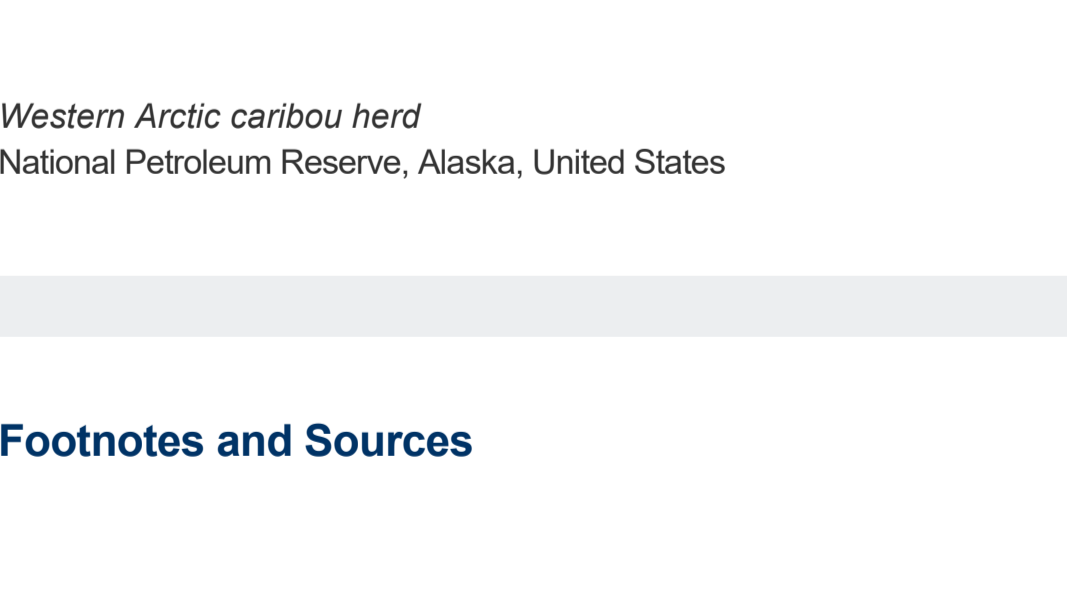 Western Arctic caribou herd
National Petroleum Reserve, Alaska, United States
Footnotes and Sources